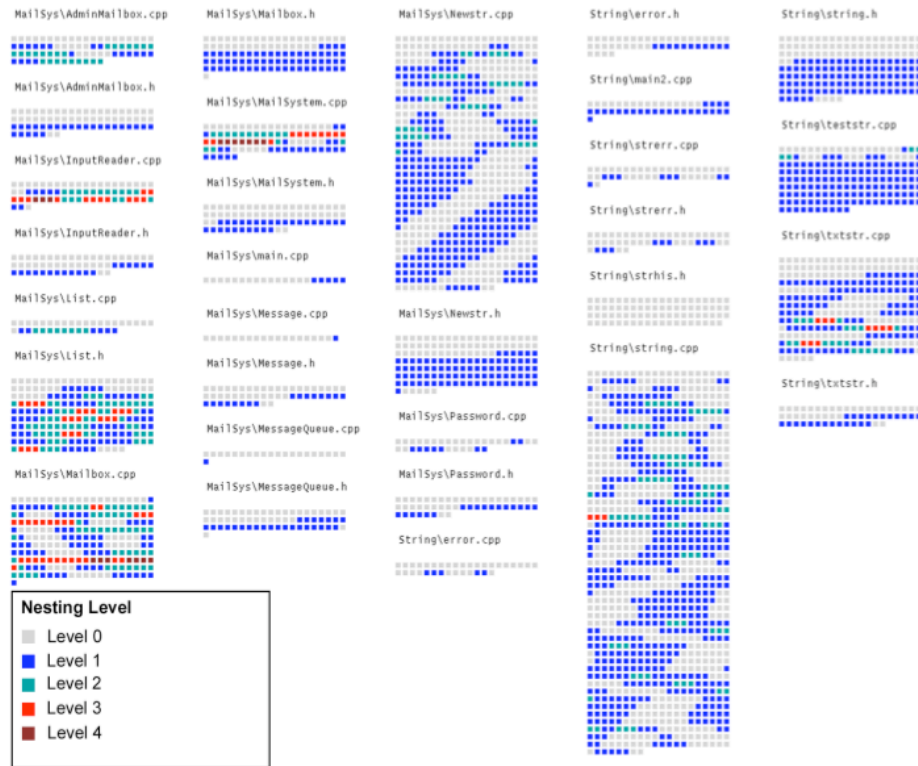 MailSys\AdminMailbox.cpp
MailSys\AdminMailbox.h
MailSys\InputReader.cpp
MailSys\InputReader.h
MailSys\List.cpp
MailSys\List.h
MailSys\Mailbox.cpp
MailSys\Mailbox.h
MailSys\MailSystem.cpp
MailSys\MailSystem.h
MailSys\main.cpp
MailSys\Message.cpp
MailSys\Message.h
MailSys\MessageQueue.cpp
MailSys\MessageQueue.h
MailSys\Newstr.cpp
MailSys\Newstr.h
MailSys\Password.cpp
MailSys\Password.h
String\error.cpp
String\error.h
String\main2.cpp
String\strerr.cpp
String\strerr.h
String\strhis.h
String\string.cpp
String\string.h
String\teststr.cpp
String\txtstr.cpp
String\txtstr.h
Nesting Level
Level 0
Level 1
Level 2
Level 3
Level 4